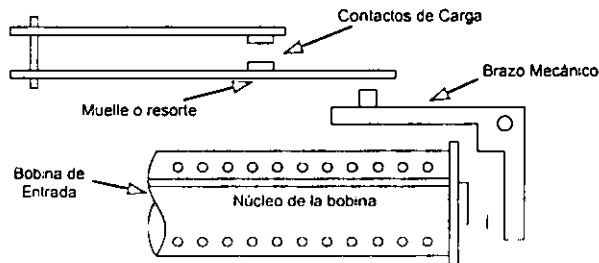 Contactos de Carga
Brazo Mecánico
Muelle o resorte
Bobina de
Entrada
Núcleo de la bobina